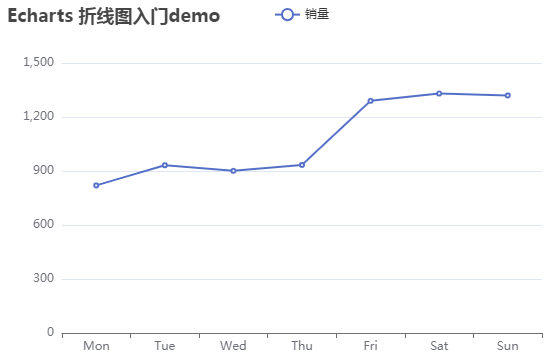 Echarts 折线图入门demo
销量
1,500
1,200
900
600
300
0
Mon Tue Wed Thu Fri Sat Sun